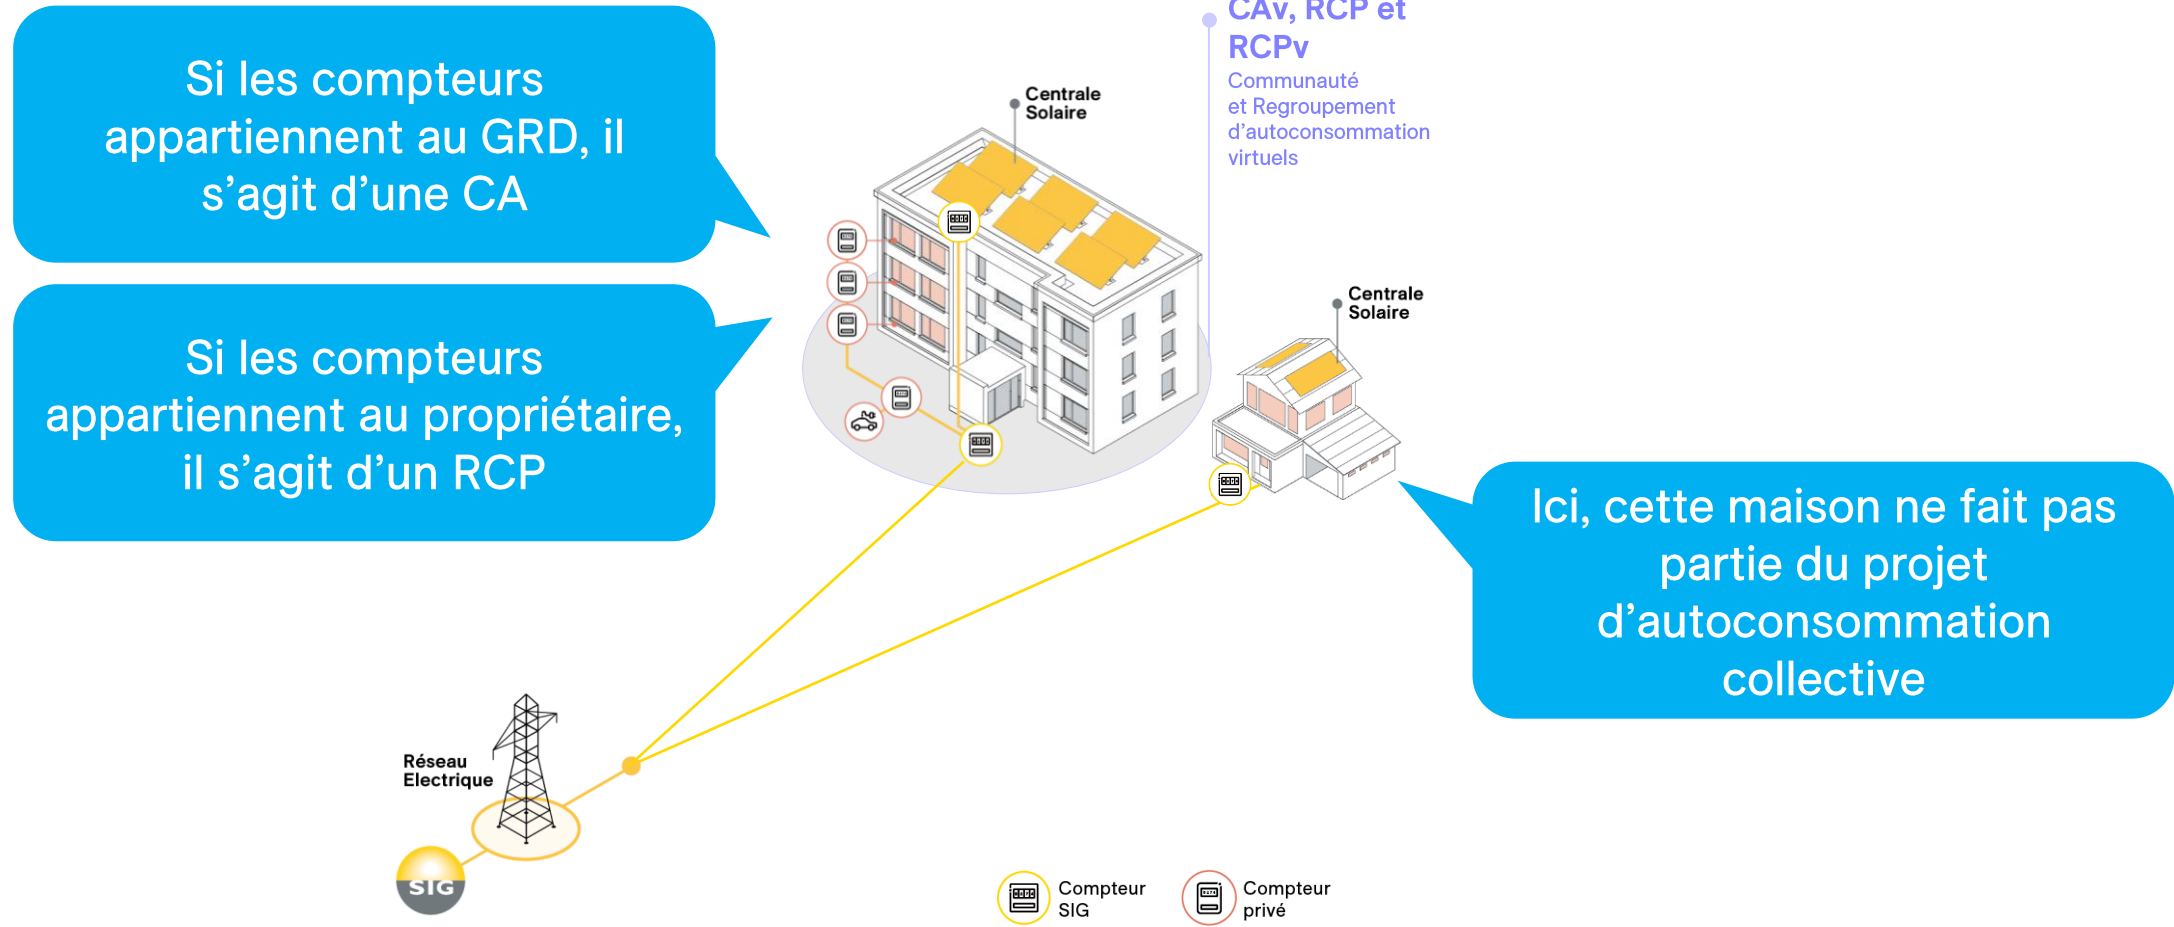 CAv, RCP et
RCPv
Communauté
et Regroupement
d’autoconsommation
virtuels
Si les compteurs
appartiennent au GRD, il
s’agit d’une CA
Centrale
Solaire
Si les compteurs
appartiennent au propriétaire,
il s’agit d’un RCP
Centrale
Solaire
Ici, cette maison ne fait pas
partie du projet
d’autoconsommation
collective
Réseau
Electrique
SIG
Compteur
SIG
Compteur
privé